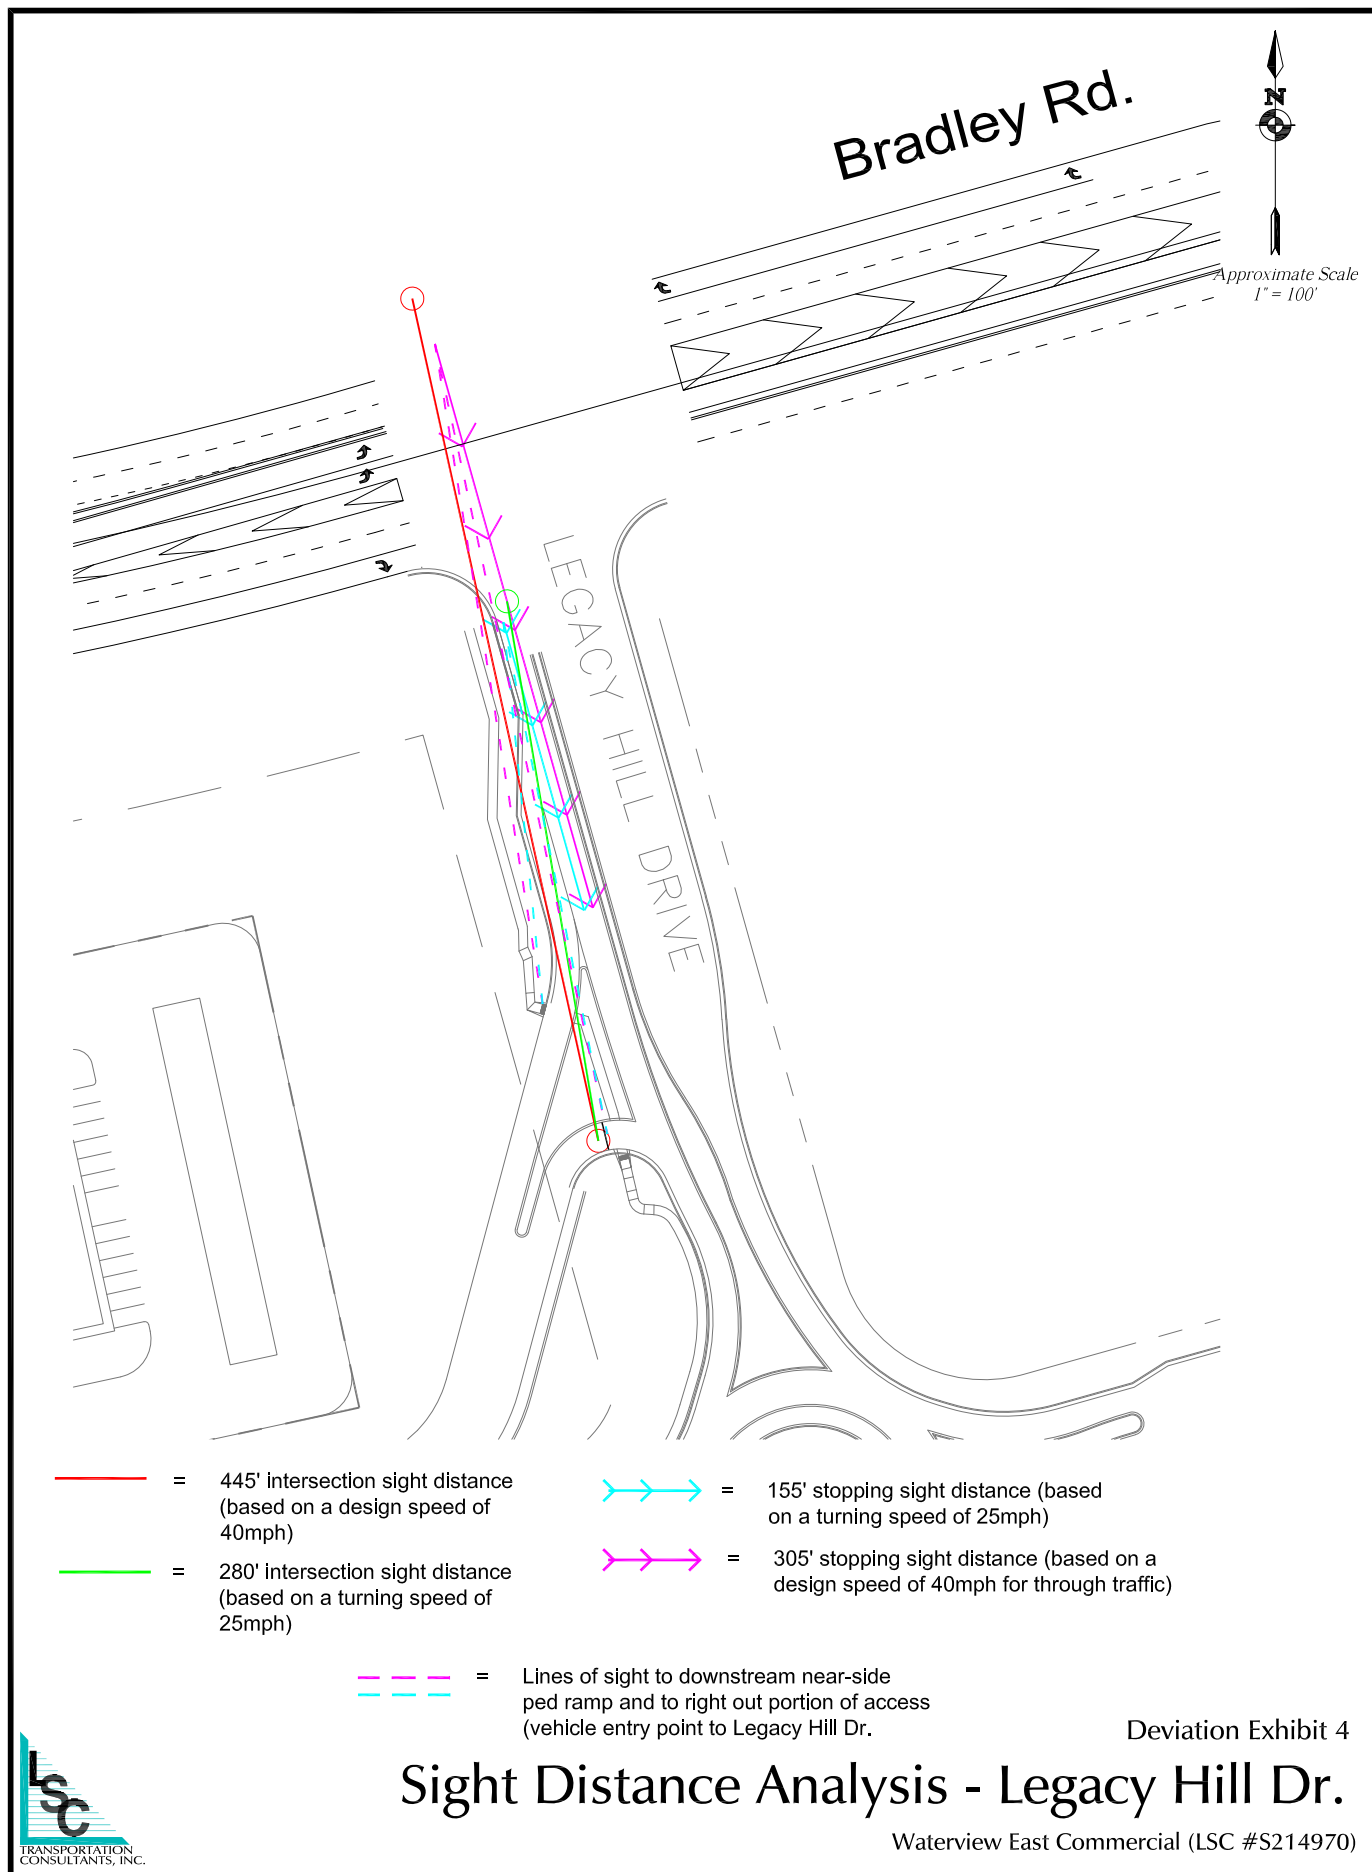 Bradley Rd.
N
Approximate Scale
1" = 100'
LEGACY HILL DRIVE
= 445' intersection sight distance
(based on a design speed of
40mph)
= 280' intersection sight distance
(based on a turning speed of
25mph)
= 155' stopping sight distance (based
on a turning speed of 25mph)
= 305' stopping sight distance (based on a
design speed of 40mph for through traffic)
= Lines of sight to downstream near-side
ped ramp and to right out portion of access
(vehicle entry point to Legacy Hill Dr.
Deviation Exhibit 4
Sight Distance Analysis - Legacy Hill Dr.
Waterview East Commercial (LSC #S214970)
LSC
TRANSPORTATION
CONSULTANTS, INC.